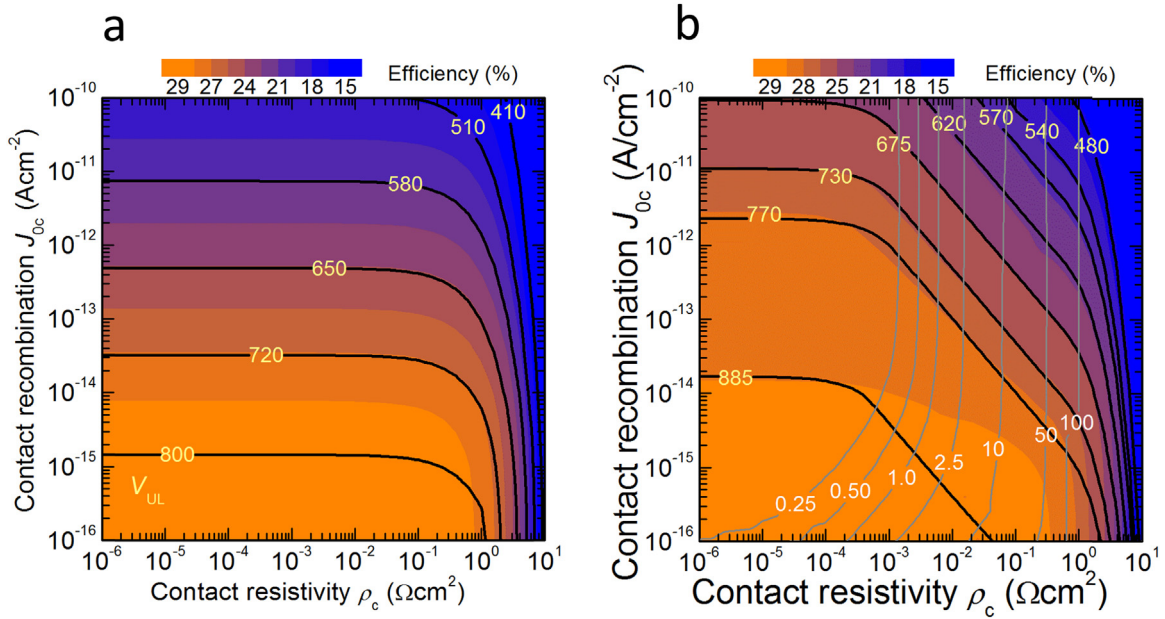 a
Efficiency (%)
29 27 24 21 18 15
Contact recombination J0c (Acm-2)
10-10
10-11
10-12
10-13
10-14
10-15
10-16
410
510
580
650
720
800
VUL
10-6 10-5 10-4 10-3 10-2 10-1 100 101
Contact resistivity ρc (Ωcm2)
b
Efficiency (%)
29 28 25 21 18 15
Contact recombination J0c (A/cm-2)
10-10
10-11
10-12
10-13
10-14
10-15
10-16
675 620 570 540 480
730
770
885
0.25 0.50 1.0 2.5 10 50 100
10-6 10-5 10-4 10-3 10-2 10-1 100 101
Contact resistivity ρc (Ωcm2)